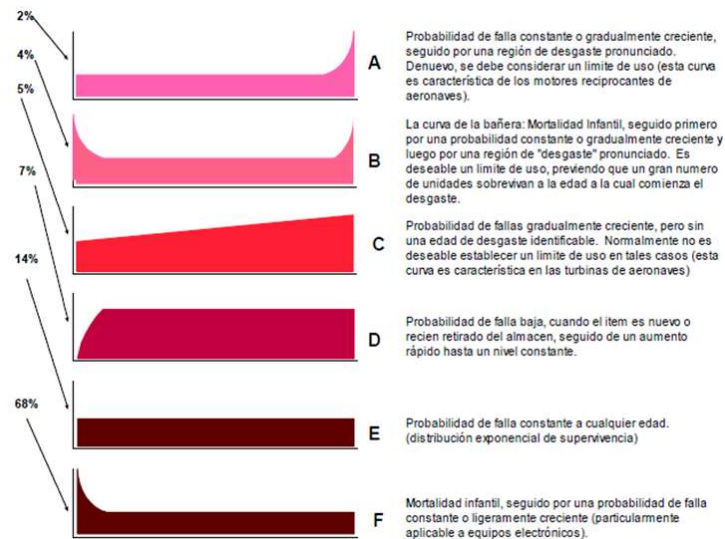 2%
Probabilidad de falla constante o gradualmente creciente,
seguido por una región de desgaste pronunciado.
Denuevo, se debe considerar un limite de uso (esta curva
es característica de los motores reciprocantes de
aeronaves).
A
4%
5%
La curva de la bañera: Mortalidad Infantil, seguido primero
por una probabilidad constante o gradualmente creciente y
luego por una región de "desgaste" pronunciado. Es
deseable un limite de uso, previendo que un gran numero
de unidades sobrevivan a la edad a la cual comienza el
desgaste.
B
7%
Probabilidad de fallas gradualmente creciente, pero sin
una edad de desgaste identificable. Normalmente no es
deseable establecer un limite de uso en tales casos (esta
curva es característica en las turbinas de aeronaves)
C
14%
Probabilidad de falla baja, cuando el item es nuevo o
recien retirado del almacen, seguido de un aumento
rápido hasta un nivel constante.
D
68%
Probabilidad de falla constante a cualquier edad.
(distribución exponencial de supervivencia)
E
Mortalidad infantil, seguido por una probabilidad de falla
constante o ligeramente creciente (particularmente
aplicable a equipos electrónicos).
F